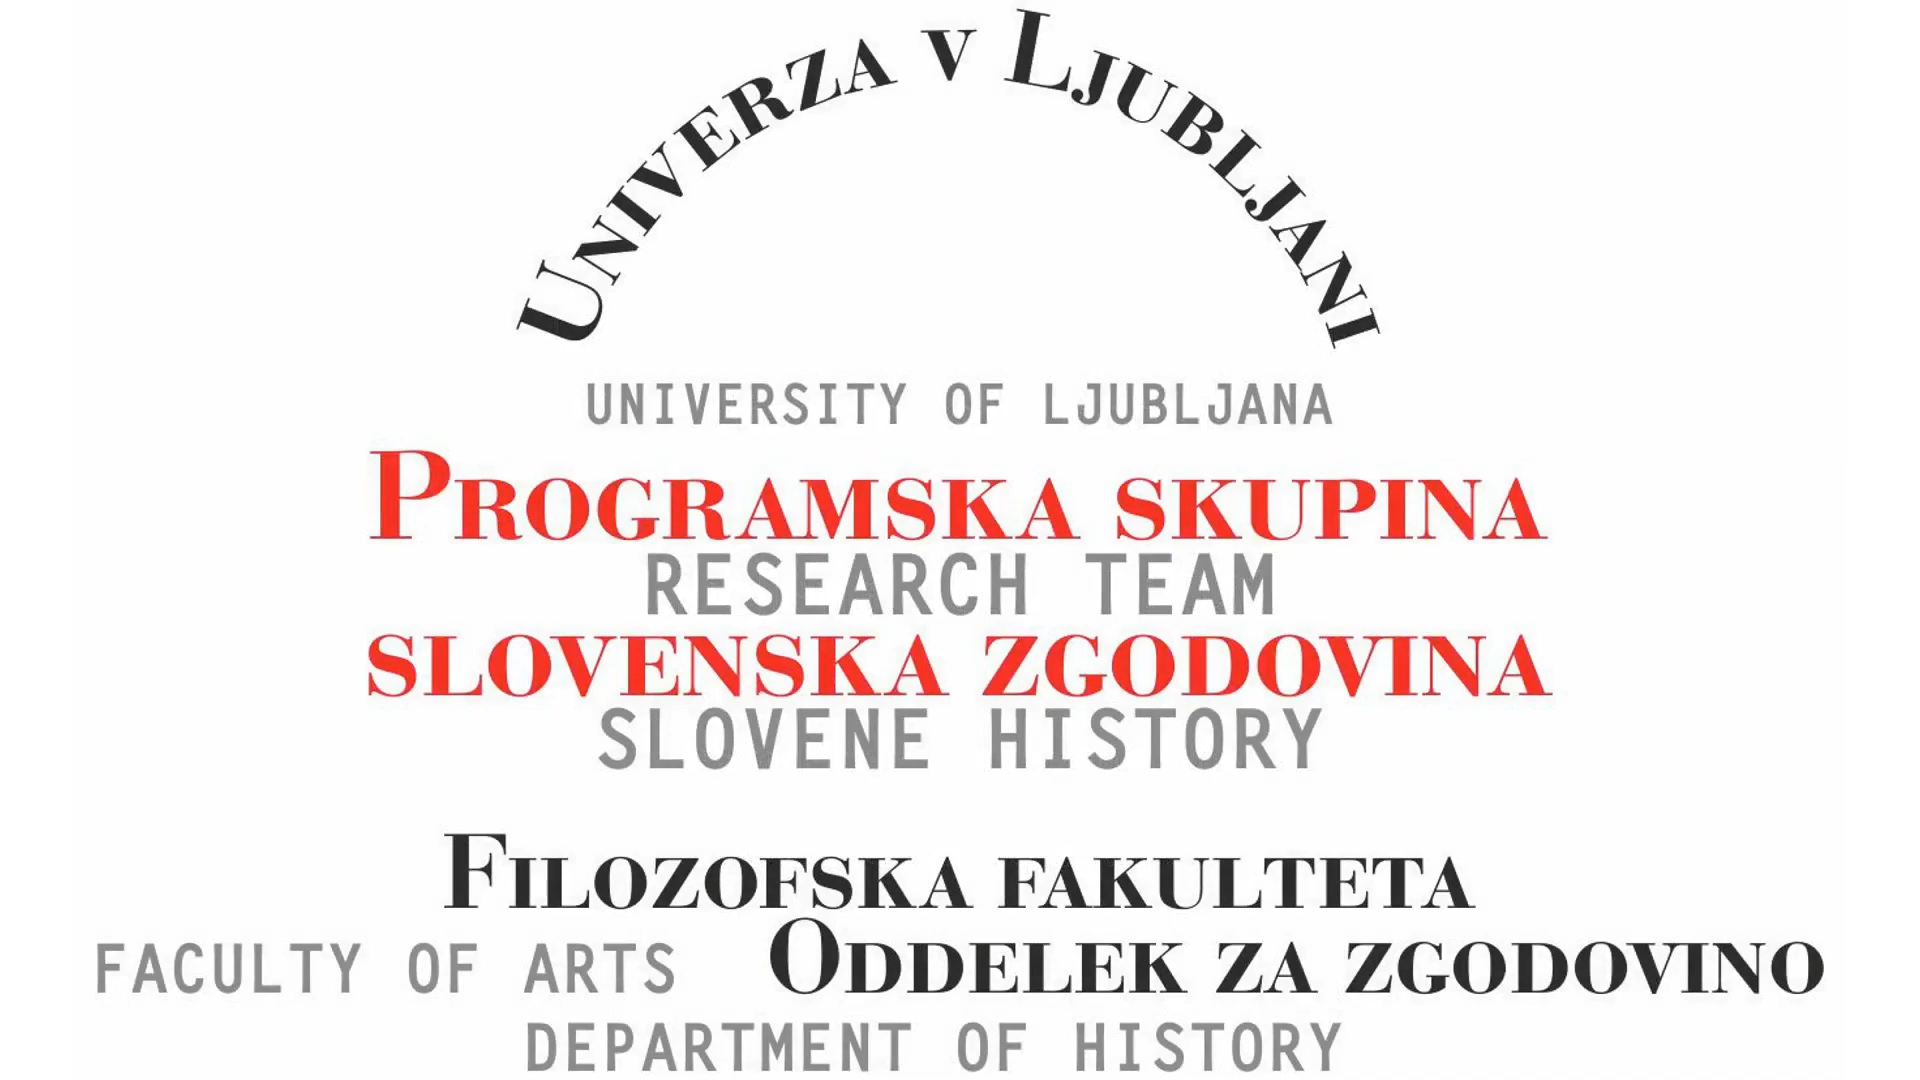 Univerza v Ljubljani
UNIVERSITY OF LJUBLJANA
Programska skupina
RESEARCH TEAM
slovenska zgodovina
SLOVENE HISTORY
Filozofska fakulteta
FACULTY OF ARTS
Oddelek za zgodovino
DEPARTMENT OF HISTORY